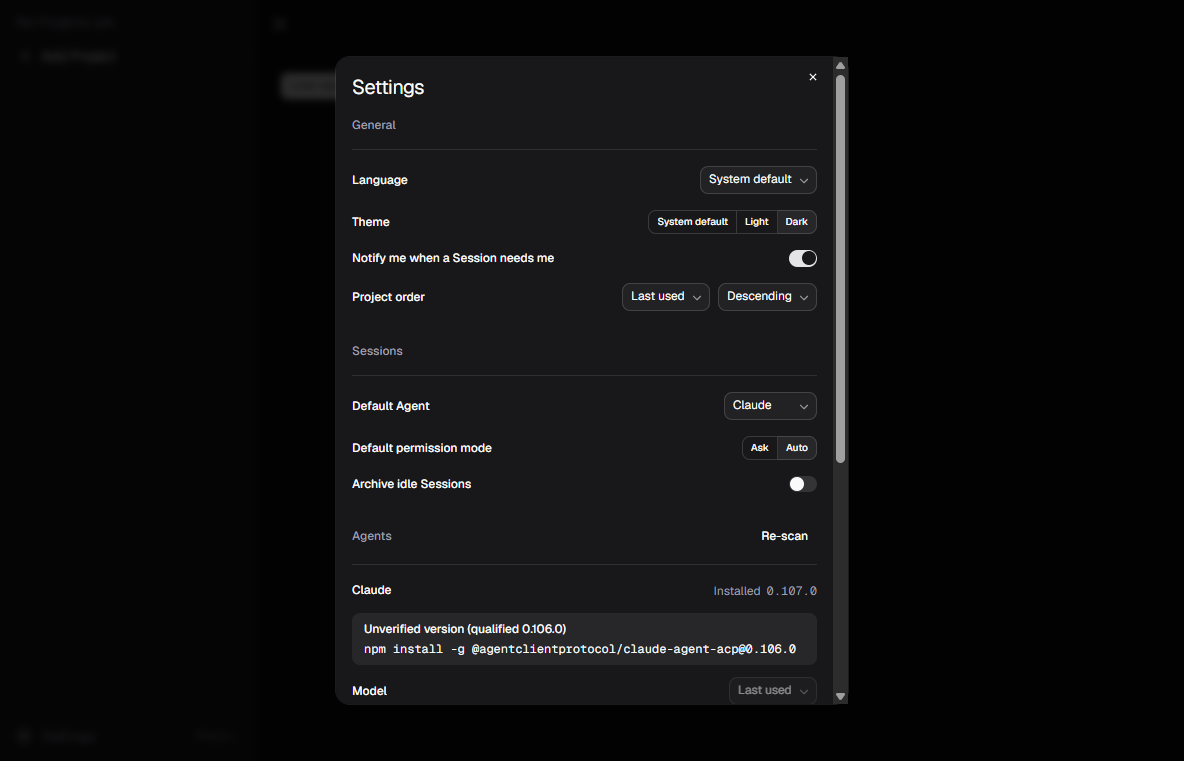 Settings
General
Language
System default
Theme
System default Light Dark
Notify me when a Session needs me
Project order
Last used Descending
Sessions
Default Agent
Claude
Default permission mode
Ask Auto
Archive idle Sessions
Agents
Re-scan
Claude
Installed 0.107.0
Unverified version (qualified 0.106.0)
npm install -g @agentclientprotocol/claude-agent-acp@0.106.0
Model
Last used